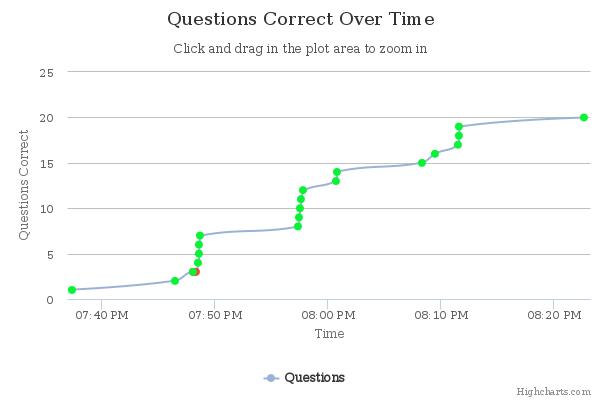 Questions Correct Over Time
Click and drag in the plot area to zoom in
Questions Correct
25
20
15
10
5
0
07:40 PM 07:50 PM 08:00 PM 08:10 PM 08:20 PM
Time
Questions
Highcharts.com